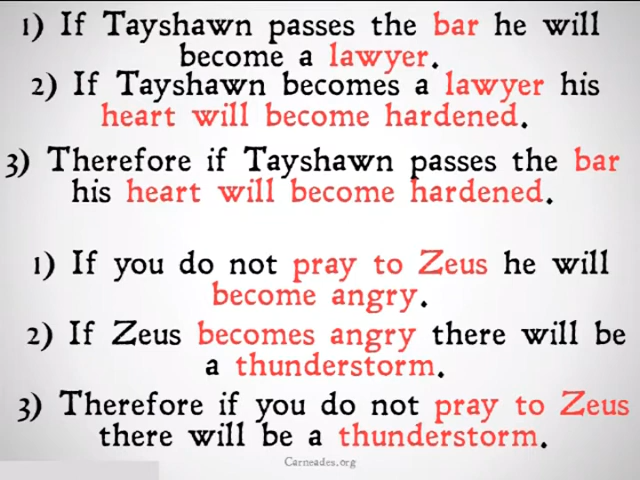 1) If Tayshawn passes the bar he will
become a lawyer.
2) If Tayshawn becomes a lawyer his
heart will become hardened.
3) Therefore if Tayshawn passes the bar
his heart will become hardened.
1) If you do not pray to Zeus he will
become angry.
2) If Zeus becomes angry there will be
a thunderstorm.
3) Therefore if you do not pray to Zeus
there will be a thunderstorm.
Carneades.org